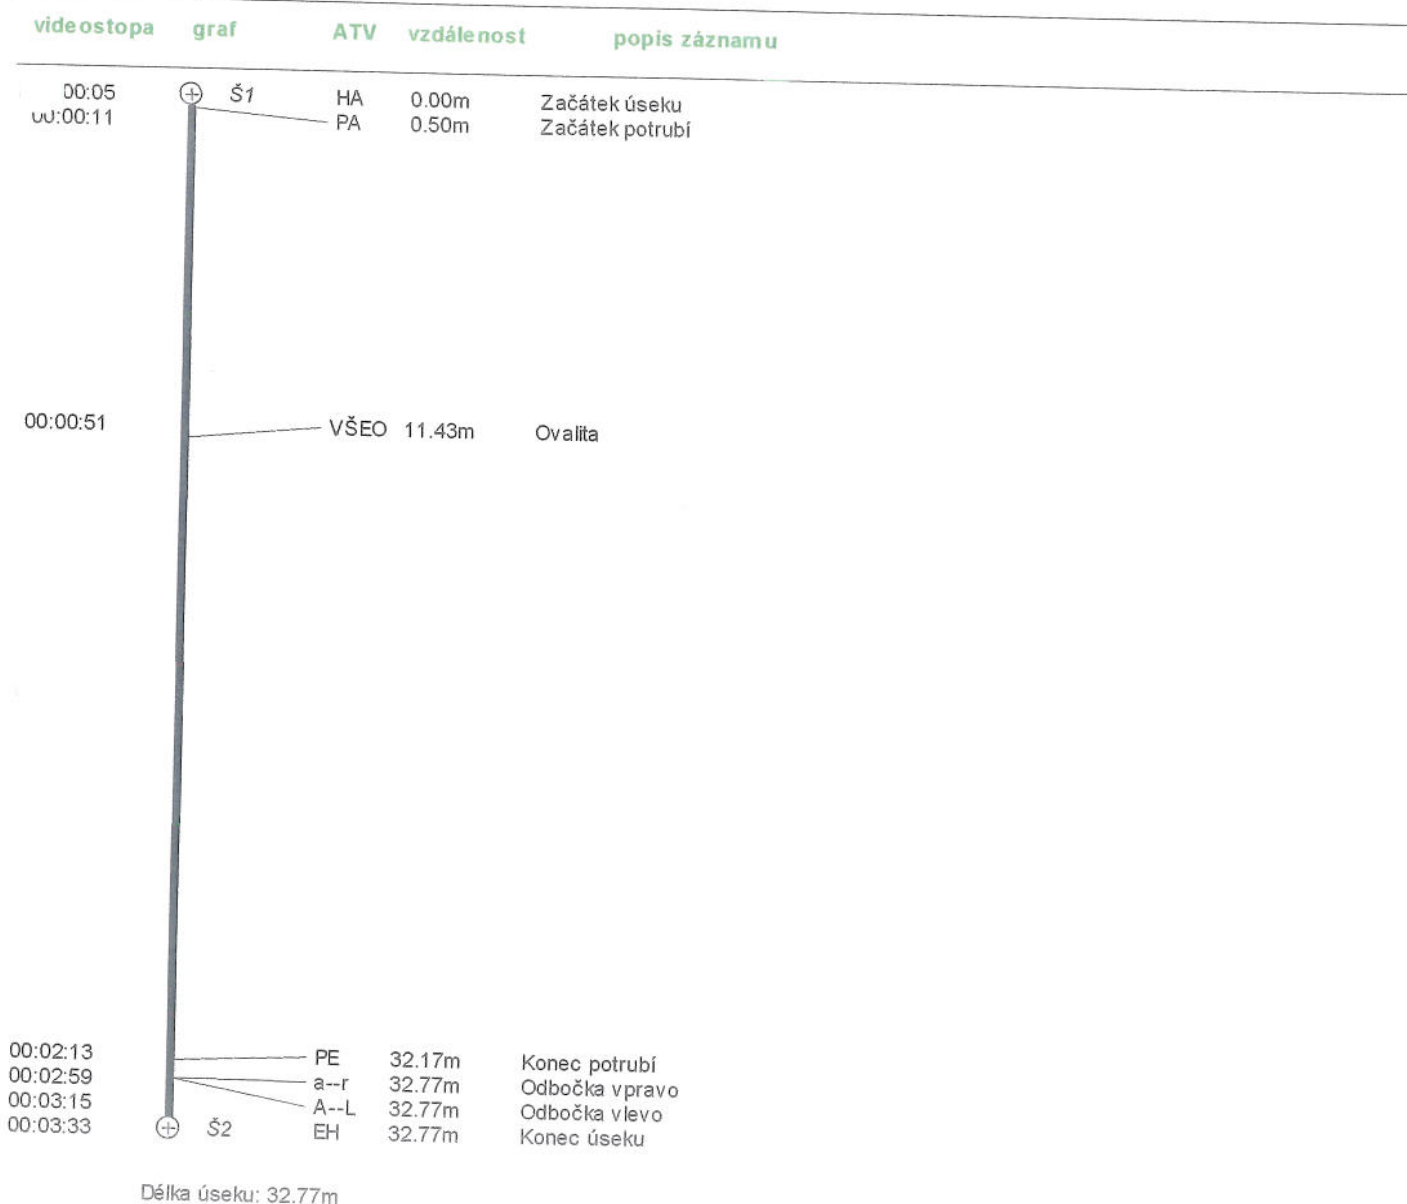 videostopa graf ATV vzdálenost popis záznamu
00:05 Š1 HA 0.00m Začátek úseku
00:00:11 PA 0.50m Začátek potrubí
00:00:51 VŠEO 11.43m Ovalita
00:02:13 PE 32.17m Konec potrubí
00:02:59 a--r 32.77m Odbočka vpravo
00:03:15 A--L 32.77m Odbočka vlevo
00:03:33 Š2 EH 32.77m Konec úseku
Délka úseku: 32.77m